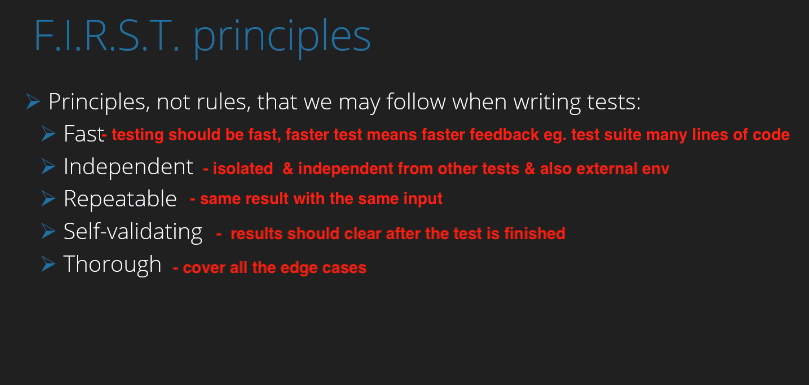 F.I.R.S.T. principles
Principles, not rules, that we may follow when writing tests:
Fast- testing should be fast, faster test means faster feedback eg. test suite many lines of code
Independent - isolated & independent from other tests & also external env
Repeatable - same result with the same input
Self-validating - results should clear after the test is finished
Thorough - cover all the edge cases